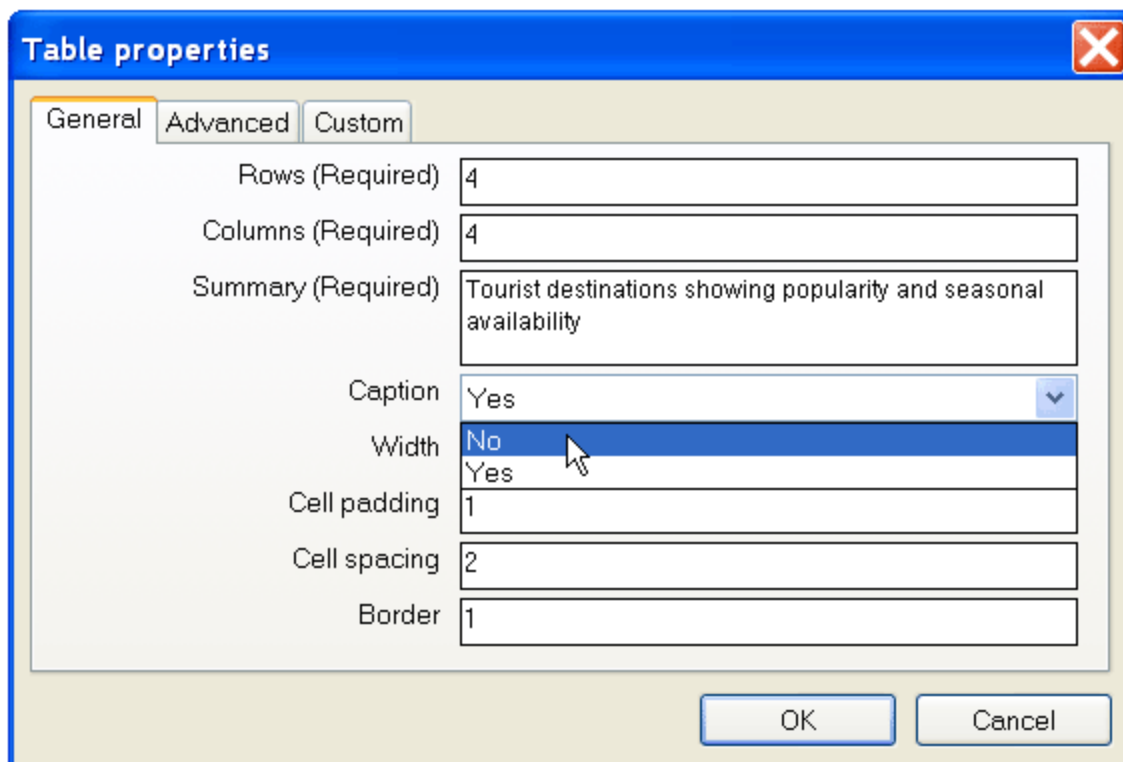 Table properties
General Advanced Custom
Rows (Required) 4
Columns (Required) 4
Summary (Required) Tourist destinations showing popularity and seasonal
availability
Caption Yes
Width No
Yes
Cell padding 1
Cell spacing 2
Border 1
OK Cancel